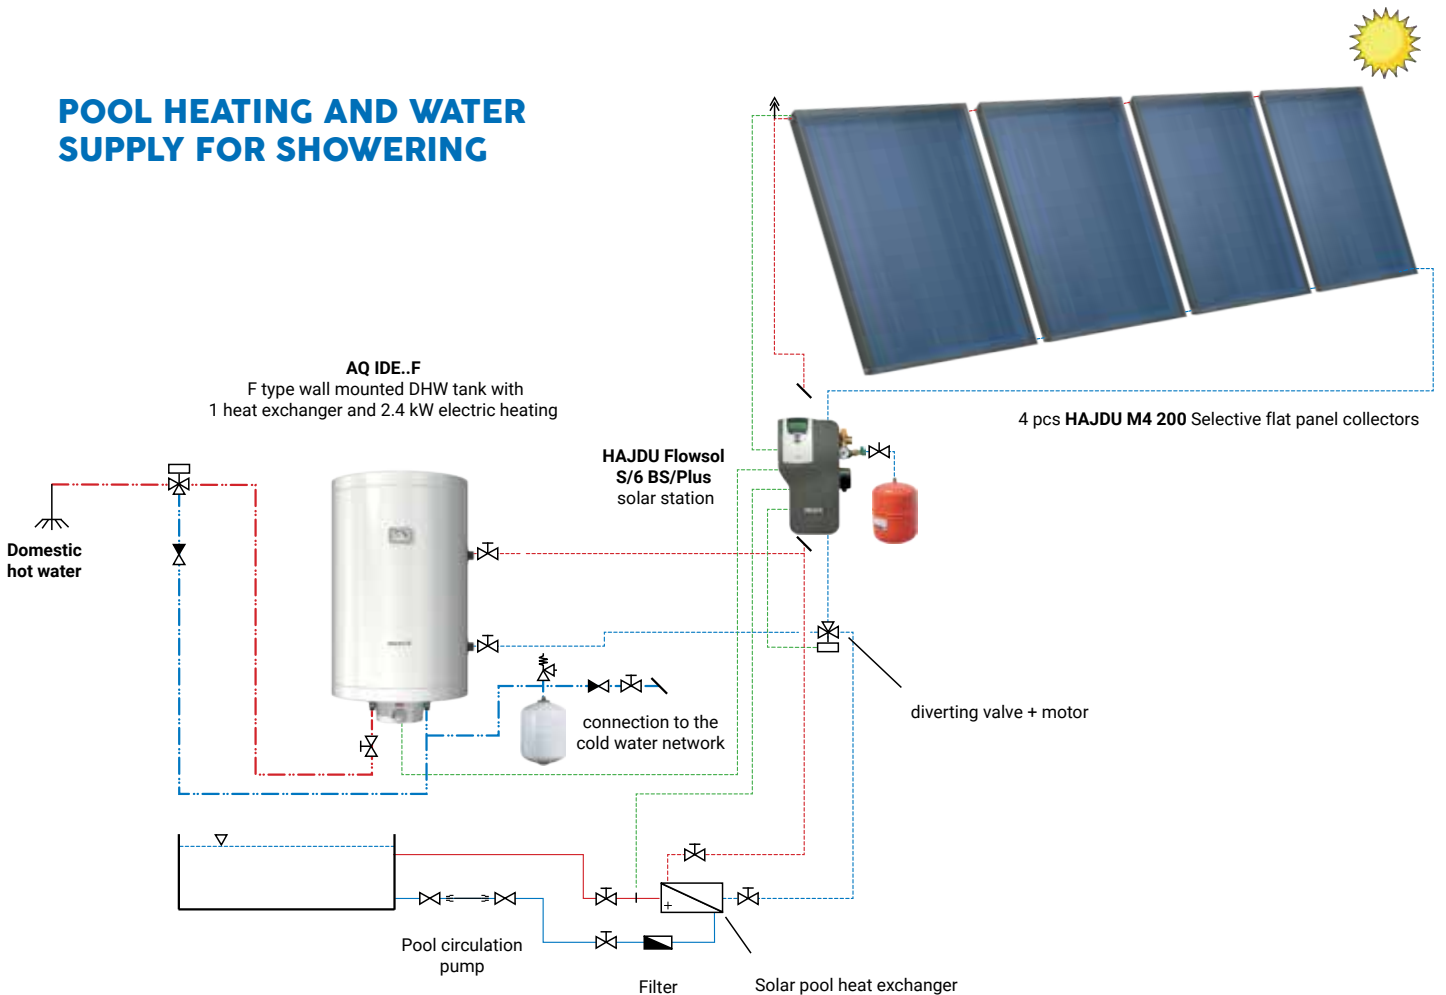 POOL HEATING AND WATER
SUPPLY FOR SHOWERING
AQ IDE..F
F type wall mounted DHW tank with
1 heat exchanger and 2.4 kW electric heating
4 pcs HAJDU M4 200 Selective flat panel collectors
HAJDU Flowsol
S/6 BS/Plus
solar station
Domestic
hot water
connection to the
cold water network
diverting valve + motor
+
Pool circulation
pump
Filter
Solar pool heat exchanger